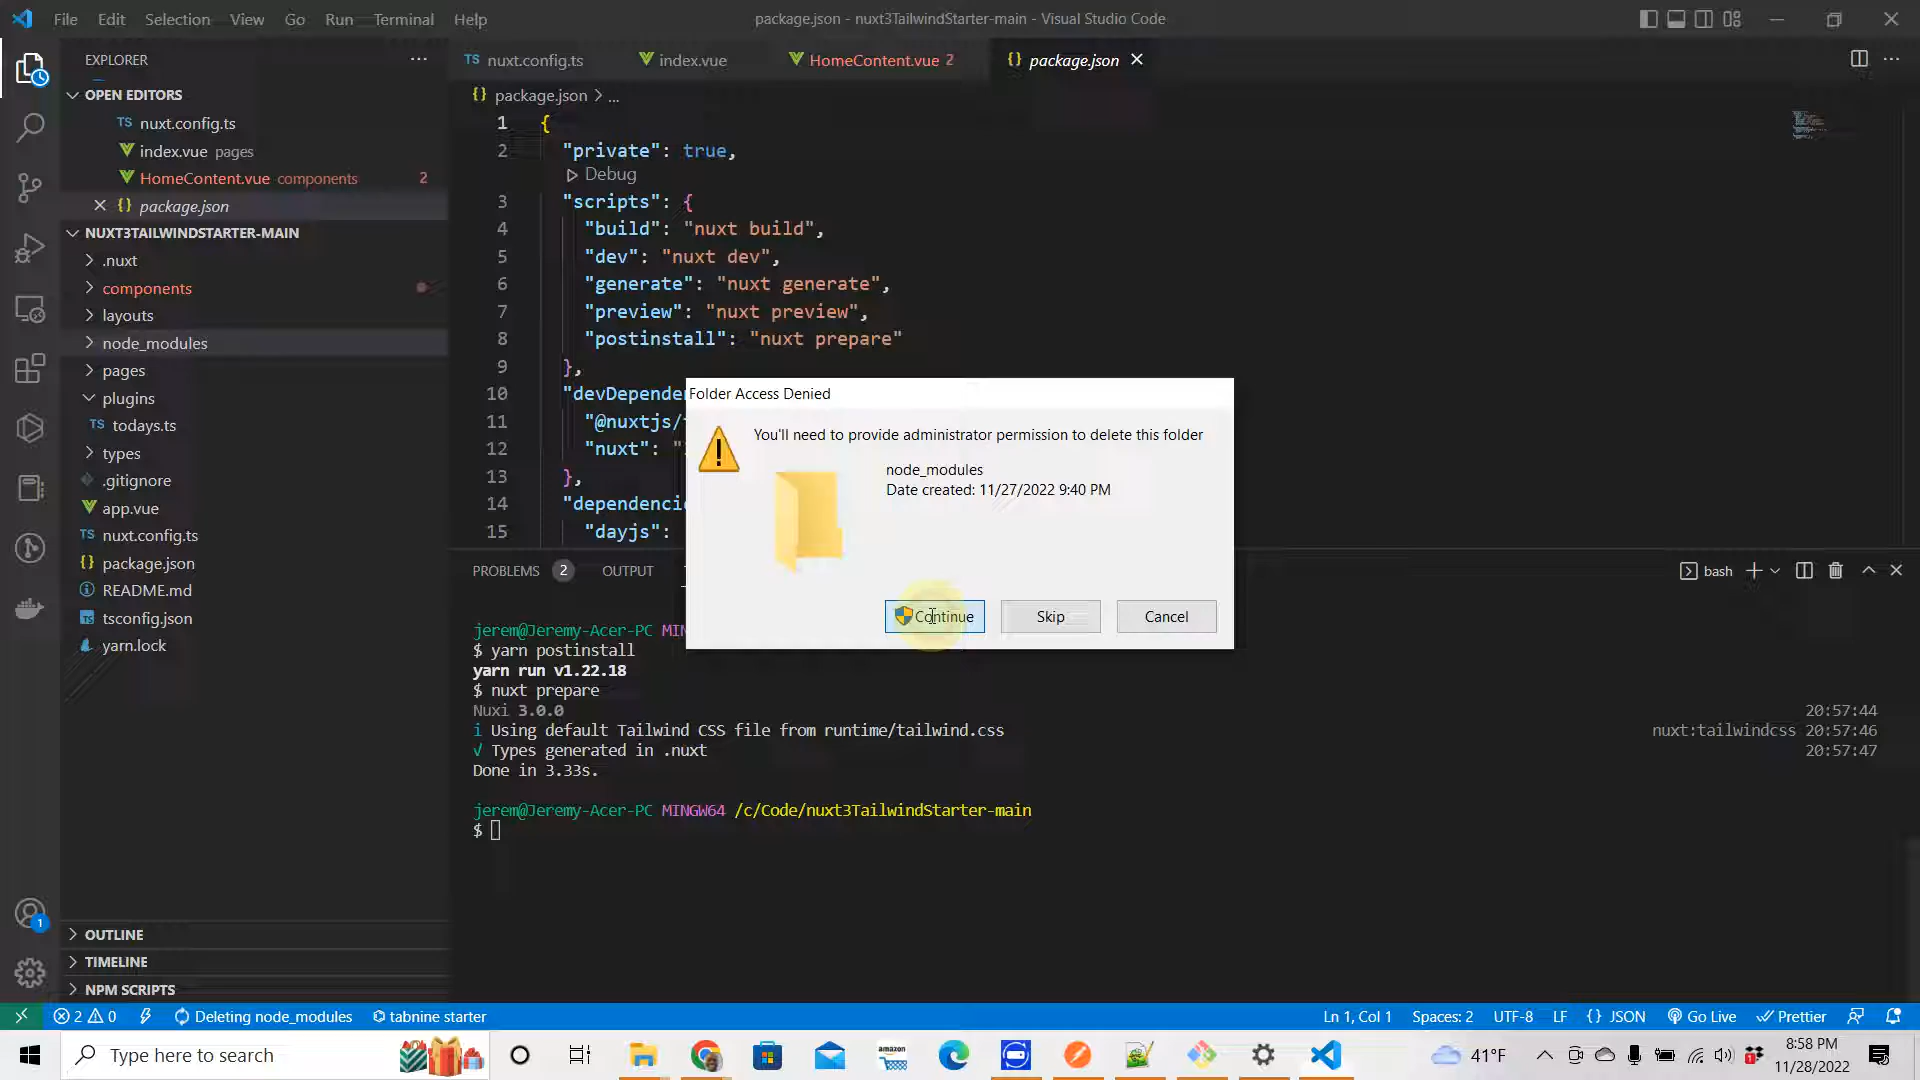 File Edit Selection View Go Run Terminal Help
package.json - nuxt3TailwindStarter-main - Visual Studio Code
EXPLORER
OPEN EDITORS
TS nuxt.config.ts
index.vue pages
HomeContent.vue components 2
{} package.json
NUXT3TAILWINDSTARTER-MAIN
.nuxt
components
layouts
node_modules
pages
plugins
TS todays.ts
types
.gitignore
app.vue
TS nuxt.config.ts
{} package.json
README.md
tsconfig.json
yarn.lock
OUTLINE
TIMELINE
NPM SCRIPTS
TS nuxt.config.ts
index.vue
HomeContent.vue 2
{} package.json
{} package.json > ...
1 {
2 "private": true,
Debug
3 "scripts": {
4 "build": "nuxt build",
5 "dev": "nuxt dev",
6 "generate": "nuxt generate",
7 "preview": "nuxt preview",
8 "postinstall": "nuxt prepare"
9 },
10 "devDepende
11 "@nuxtjs/
12 "nuxt": "
13 },
14 "dependenci
15 "dayjs":
Folder Access Denied
You'll need to provide administrator permission to delete this folder
node_modules
Date created: 11/27/2022 9:40 PM
Continue
Skip
Cancel
PROBLEMS 2 OUTPUT
bash
jerem@Jeremy-Acer-PC MIN
$ yarn postinstall
yarn run v1.22.18
$ nuxt prepare
Nuxi 3.0.0 20:57:44
i Using default Tailwind CSS file from runtime/tailwind.css nuxt:tailwindcss 20:57:46
√ Types generated in .nuxt 20:57:47
Done in 3.33s.
jerem@Jeremy-Acer-PC MINGW64 /c/Code/nuxt3TailwindStarter-main
$
1
2 0 Deleting node_modules tabnine starter
Ln 1, Col 1 Spaces: 2 UTF-8 LF {} JSON Go Live Prettier
Type here to search
amazon
41°F
8:58 PM
11/28/2022